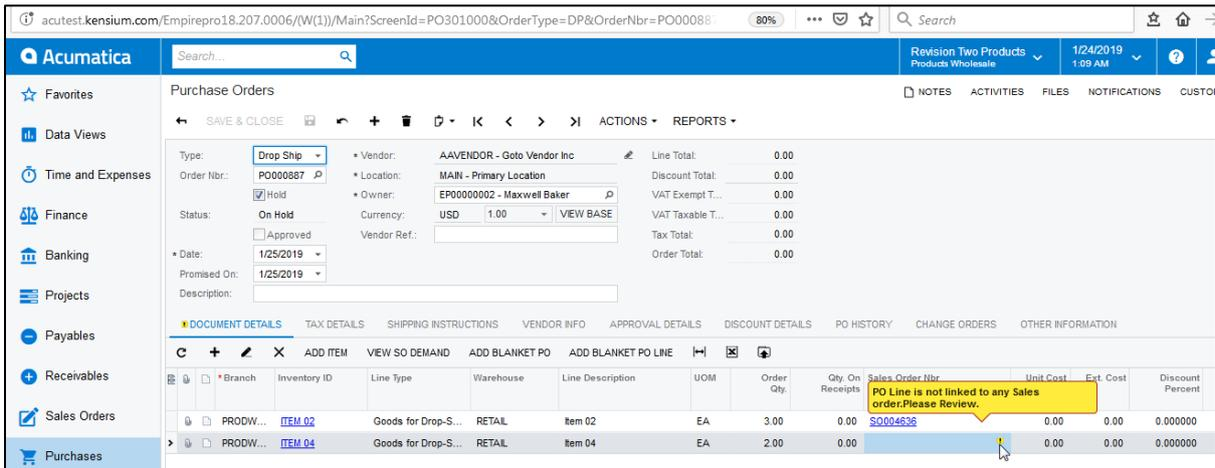 acutest.kensium.com/Empirepro18.207.0006/(W(1))/Main?ScreenId=PO301000&OrderType=DP&OrderNbr=PO000887 80% Search
Acumatica Search... Revision Two Products Products Wholesale 1/24/2019 1:09 AM ?
Favorites
Data Views
Time and Expenses
Finance
Banking
Projects
Payables
Receivables
Sales Orders
Purchases
Purchase Orders NOTES ACTIVITIES FILES NOTIFICATIONS CUSTO
SAVE & CLOSE ACTIONS REPORTS
Type: Drop Ship * Vendor: AAVENDOR - Goto Vendor Inc Line Total: 0.00
Order Nbr.: PO000887 * Location: MAIN - Primary Location Discount Total: 0.00
Hold * Owner: EP00000002 - Maxwell Baker VAT Exempt T... 0.00
Status: On Hold Currency: USD 1.00 VIEW BASE VAT Taxable T... 0.00
Approved Vendor Ref.: Tax Total: 0.00
* Date: 1/25/2019 Order Total: 0.00
Promised On: 1/25/2019
Description:
DOCUMENT DETAILS TAX DETAILS SHIPPING INSTRUCTIONS VENDOR INFO APPROVAL DETAILS DISCOUNT DETAILS PO HISTORY CHANGE ORDERS OTHER INFORMATION
ADD ITEM VIEW SO DEMAND ADD BLANKET PO ADD BLANKET PO LINE
* Branch Inventory ID Line Type Warehouse Line Description UOM Order Qty. Qty. On Receipts Sales Order Nbr Unit Cost Ext. Cost Discount Percent
PO Line is not linked to any Sales
order.Please Review.
PRODW... ITEM 02 Goods for Drop-S... RETAIL Item 02 EA 3.00 0.00 SO004636 0.00 0.00 0.000000
PRODW... ITEM 04 Goods for Drop-S... RETAIL Item 04 EA 2.00 0.00 0.00 0.00 0.000000